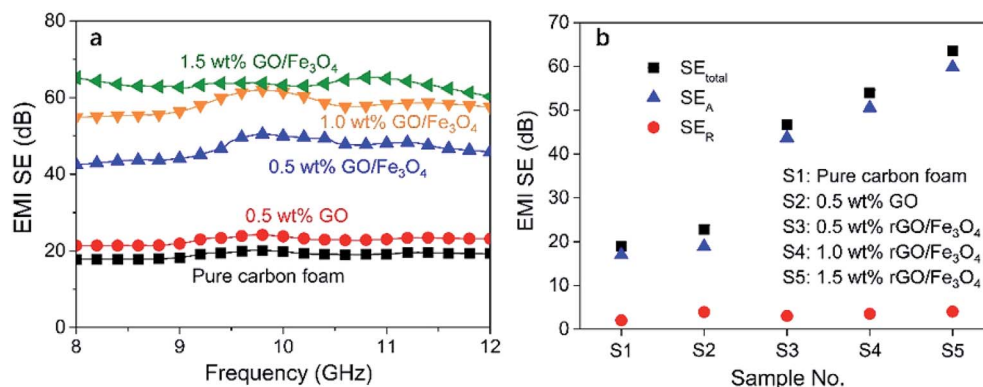 a
80
60
40
20
0
EMI SE (dB)
1.5 wt% GO/Fe₃O₄
1.0 wt% GO/Fe₃O₄
0.5 wt% GO/Fe₃O₄
0.5 wt% GO
Pure carbon foam
8 9 10 11 12
Frequency (GHz)
b
70
60
50
40
30
20
10
0
EMI SE (dB)
SE_total
SE_A
SE_R
S1: Pure carbon foam
S2: 0.5 wt% GO
S3: 0.5 wt% rGO/Fe₃O₄
S4: 1.0 wt% rGO/Fe₃O₄
S5: 1.5 wt% rGO/Fe₃O₄
S1 S2 S3 S4 S5
Sample No.